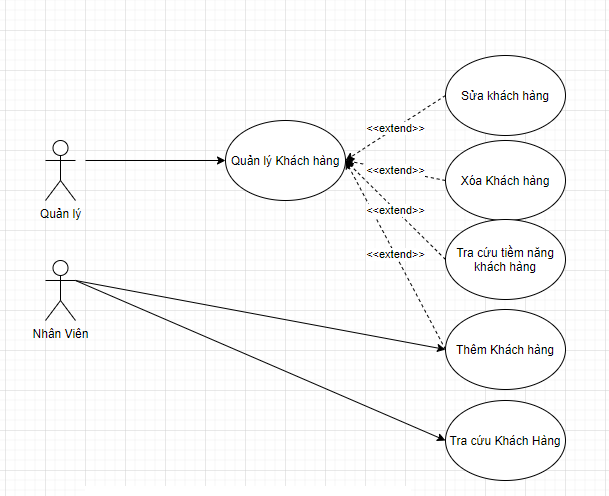 Sửa khách hàng
<<extend>>
Quản lý Khách hàng
<<extend>>
Xóa Khách hàng
Quản lý
<<extend>>
Tra cứu tiềm năng
khách hàng
<<extend>>
Nhân Viên
Thêm Khách hàng
Tra cứu Khách Hàng